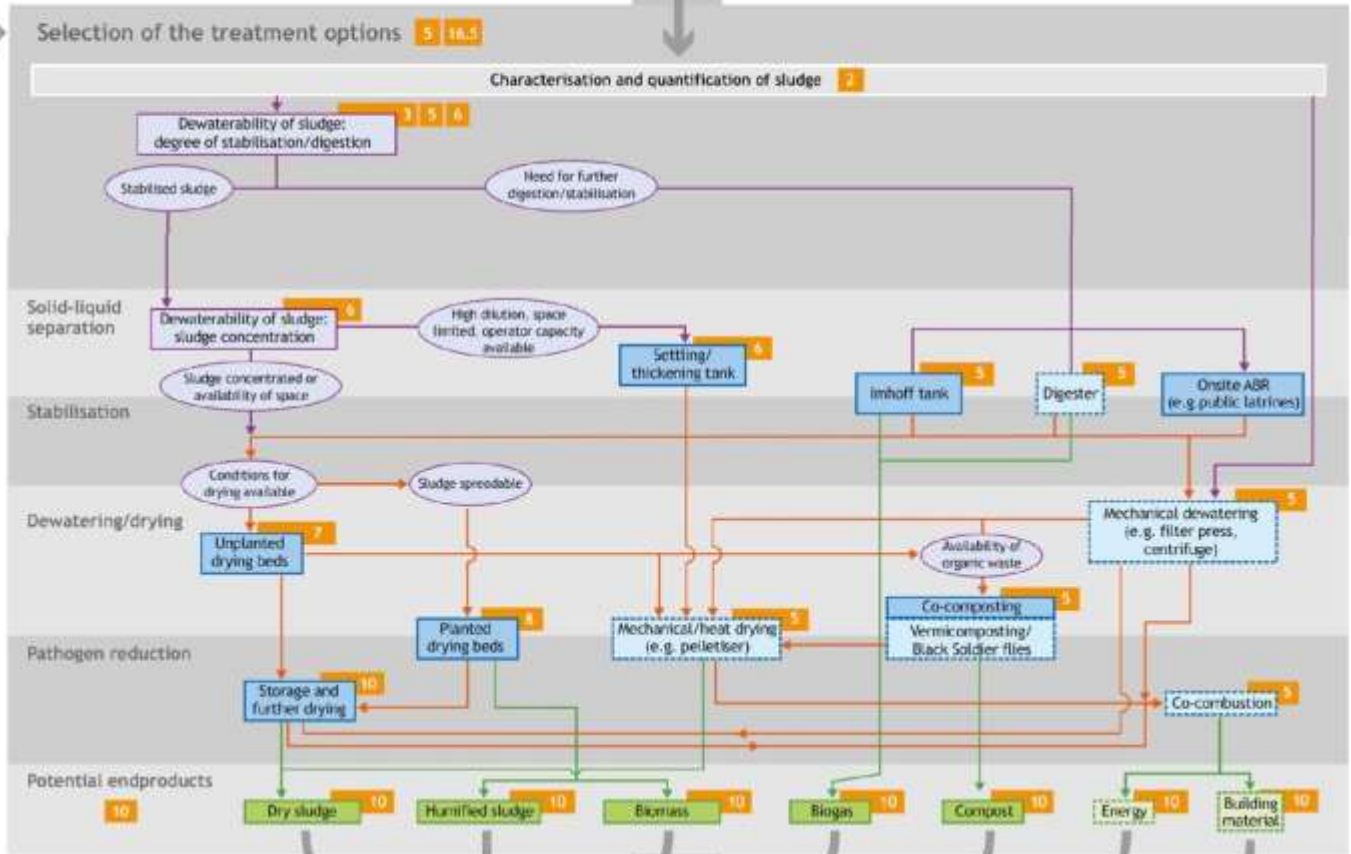 Selection of the treatment options 5 16.5
Characterisation and quantification of sludge 2
Dewaterability of sludge:
degree of stabilisation/digestion
3 5 6
Stabilised sludge
Need for further
digestion/stabilisation
Solid-liquid
separation
Dewaterability of sludge:
sludge concentration
6
High dilution, space
limited, operator capacity
available
Settling/
thickening tank
6
Sludge concentrated or
availability of space
Imhoff tank
5
Digester
5
Onsite ABR
(e.g.public latrines)
5
Stabilisation
Conditions for
drying available
Sludge spreadable
Dewatering/drying
Unplanted
drying beds
7
Mechanical dewatering
(e.g. filter press,
centrifuge)
5
Availability of
organic waste
Co-composting
5
Vermicomposting/
Black Soldier flies
Planted
drying beds
8
Mechanical/heat drying
(e.g. pelletiser)
5
Pathogen reduction
Storage and
further drying
10
Co-combustion
5
Potential endproducts
10
Dry sludge 10
Humified sludge 10
Biomass 10
Biogas 10
Compost 10
Energy 10
Building
material
10